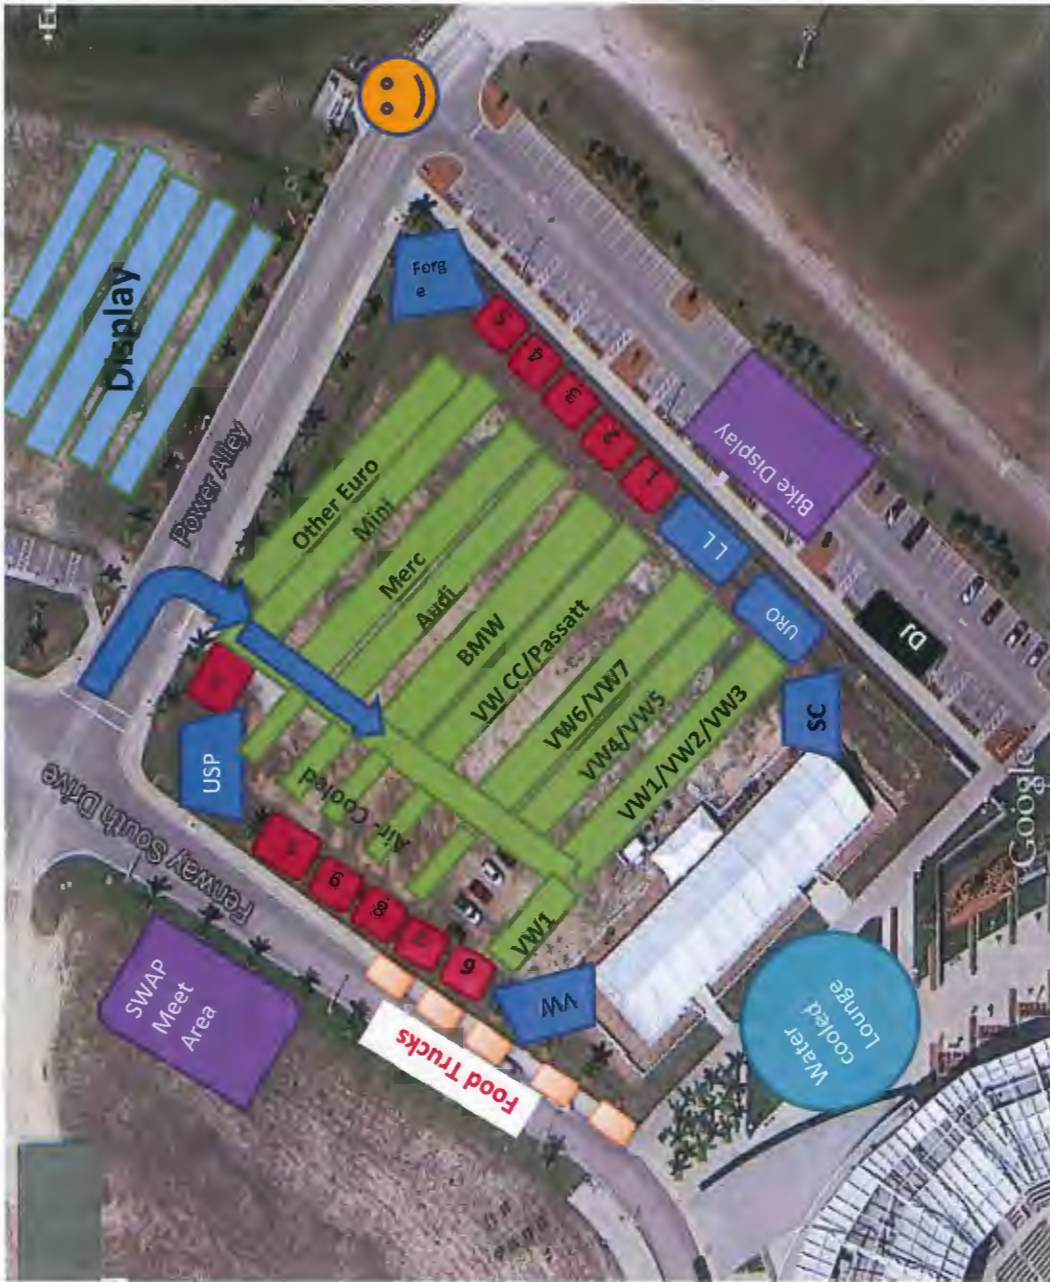 Display
Power Alley
Forg
e
Other Euro
Mini
Merc
Audi
BMW
VW CC/Passatt
VW6/VW7
VW4/VW5
VW1/VW2/VW3
Air-Cooled
VW1
5
4
3
2
1
LL
URO
SC
DJ
Bike Display
USP
Fenway South Drive
9
8
7
6
VW
SWAP
Meet
Area
Food Trucks
Water
cooled
Lounge
Google